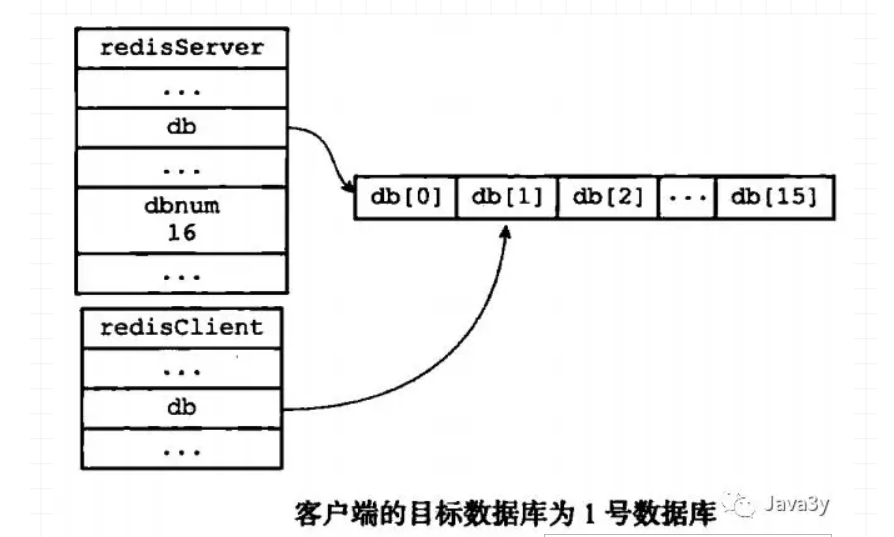 redisServer
...
db
...
dbnum
16
...
db[0] db[1] db[2] ... db[15]
redisClient
...
db
...
客户端的目标数据库为 1 号数据库
Java3y